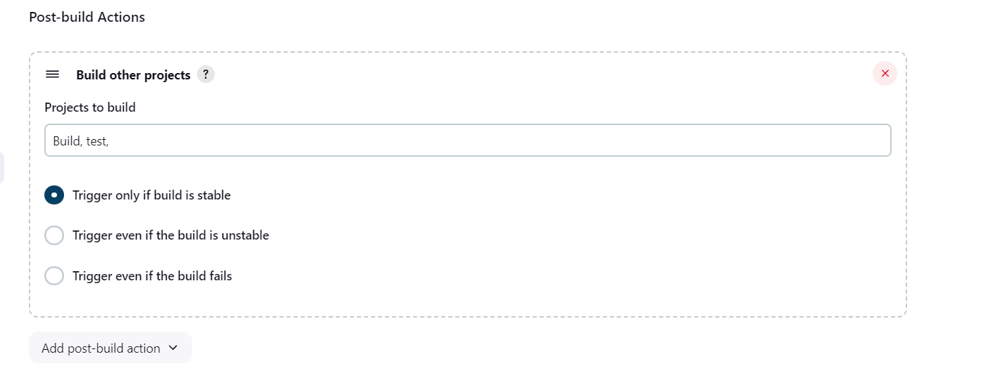 Post-build Actions
Build other projects ?
Projects to build
Build, test,
Trigger only if build is stable
Trigger even if the build is unstable
Trigger even if the build fails
Add post-build action